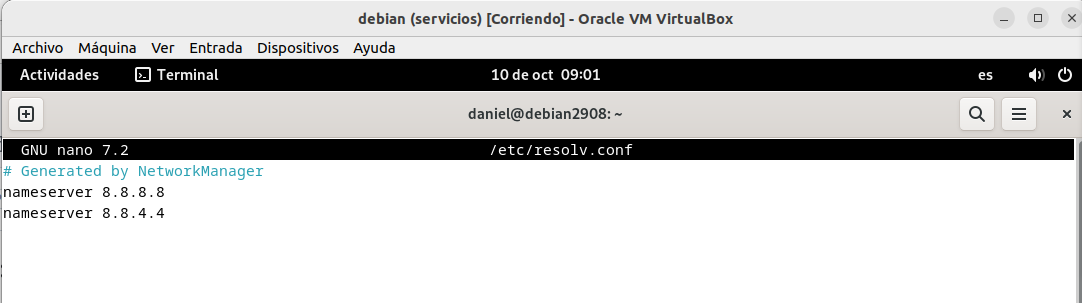 debian (servicios) [Corriendo] - Oracle VM VirtualBox
Archivo Máquina Ver Entrada Dispositivos Ayuda
Actividades Terminal 10 de oct 09:01 es
daniel@debian2908: ~
GNU nano 7.2 /etc/resolv.conf
# Generated by NetworkManager
nameserver 8.8.8.8
nameserver 8.8.4.4